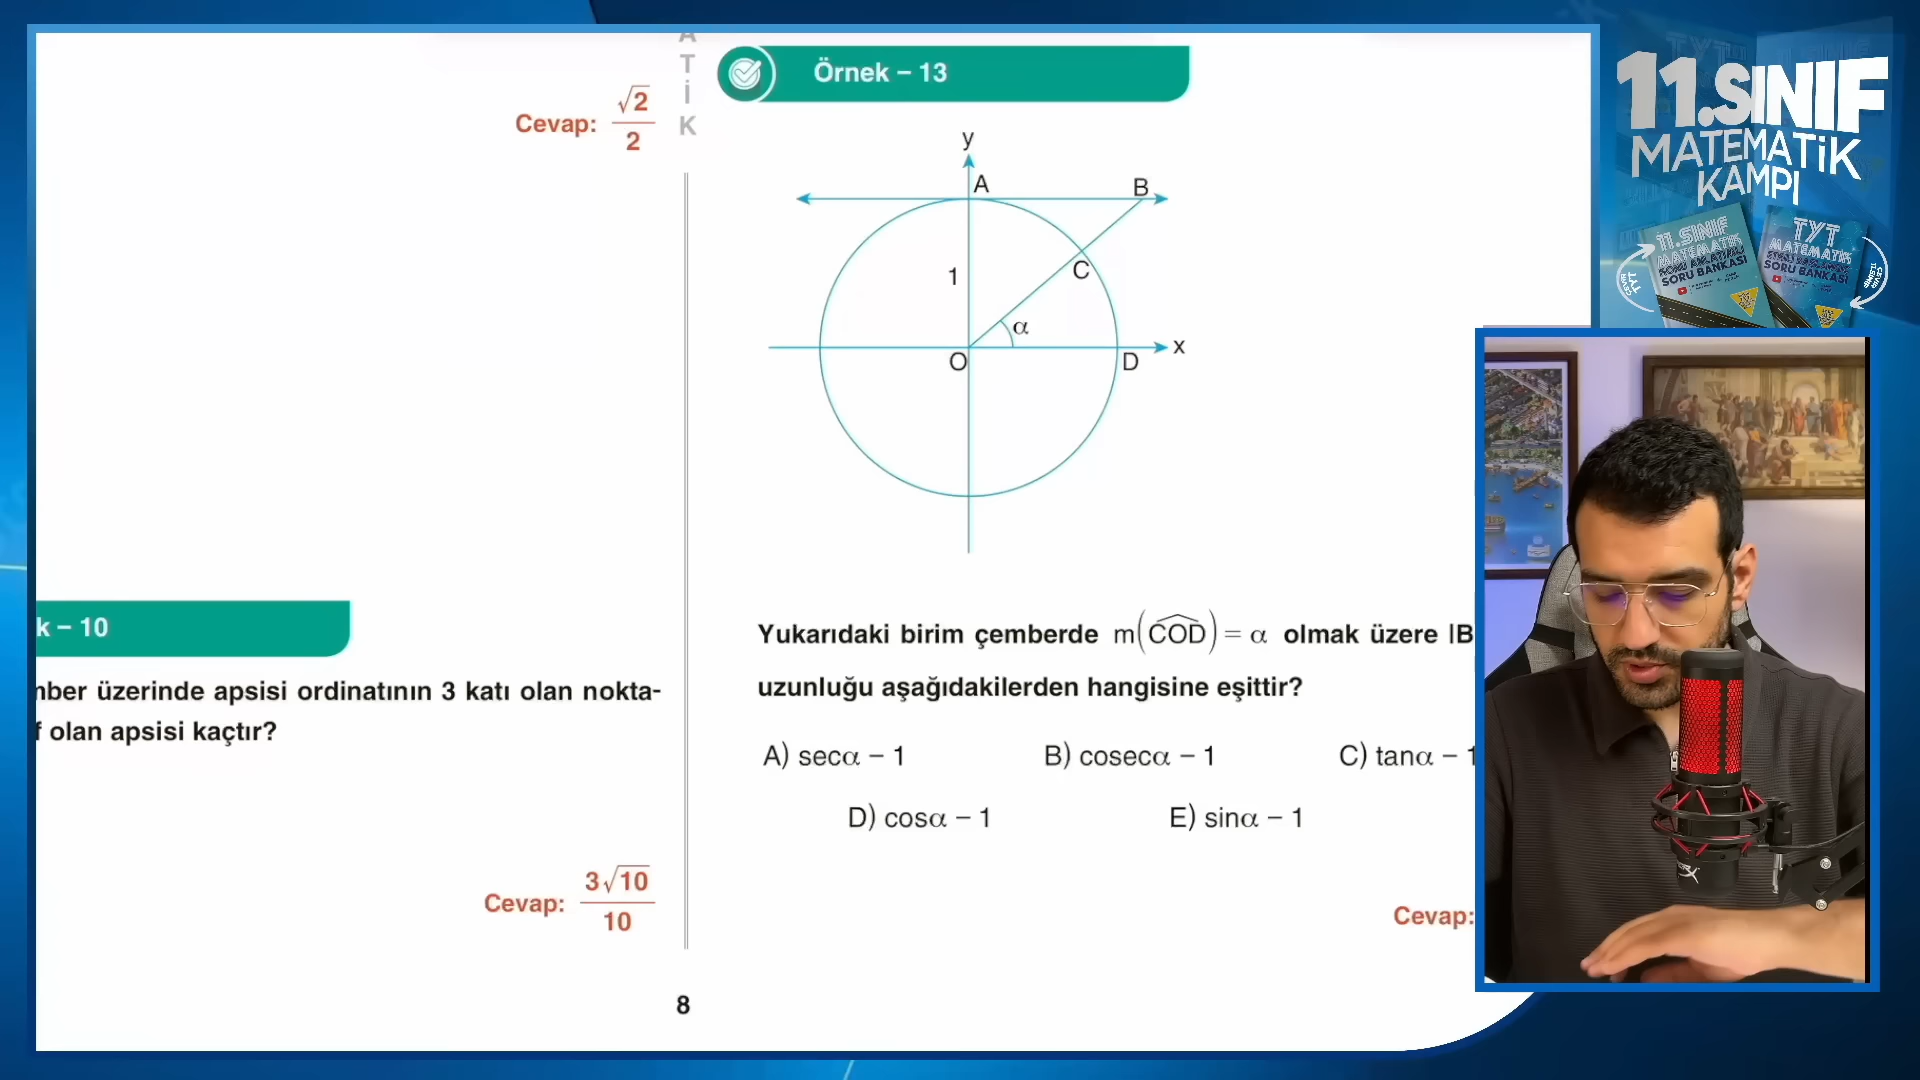 A
T
İ
K
Cevap: √2/2
k – 10
nber üzerinde apsisi ordinatının 3 katı olan nokta-
f olan apsisi kaçtır?
Cevap: 3√10/10
8
Örnek – 13
y
A
B
1
C
α
O
D
x
Yukarıdaki birim çemberde m(COD) = α olmak üzere |B
uzunluğu aşağıdakilerden hangisine eşittir?
A) secα – 1
B) cosecα – 1
C) tanα – 1
D) cosα – 1
E) sinα – 1
Cevap:
11.SINIF
MATEMATİK
KAMPI
11.SINIF
MATEMATİK
SORU BANKASI
TYT
MATEMATİK
SORU BANKASI